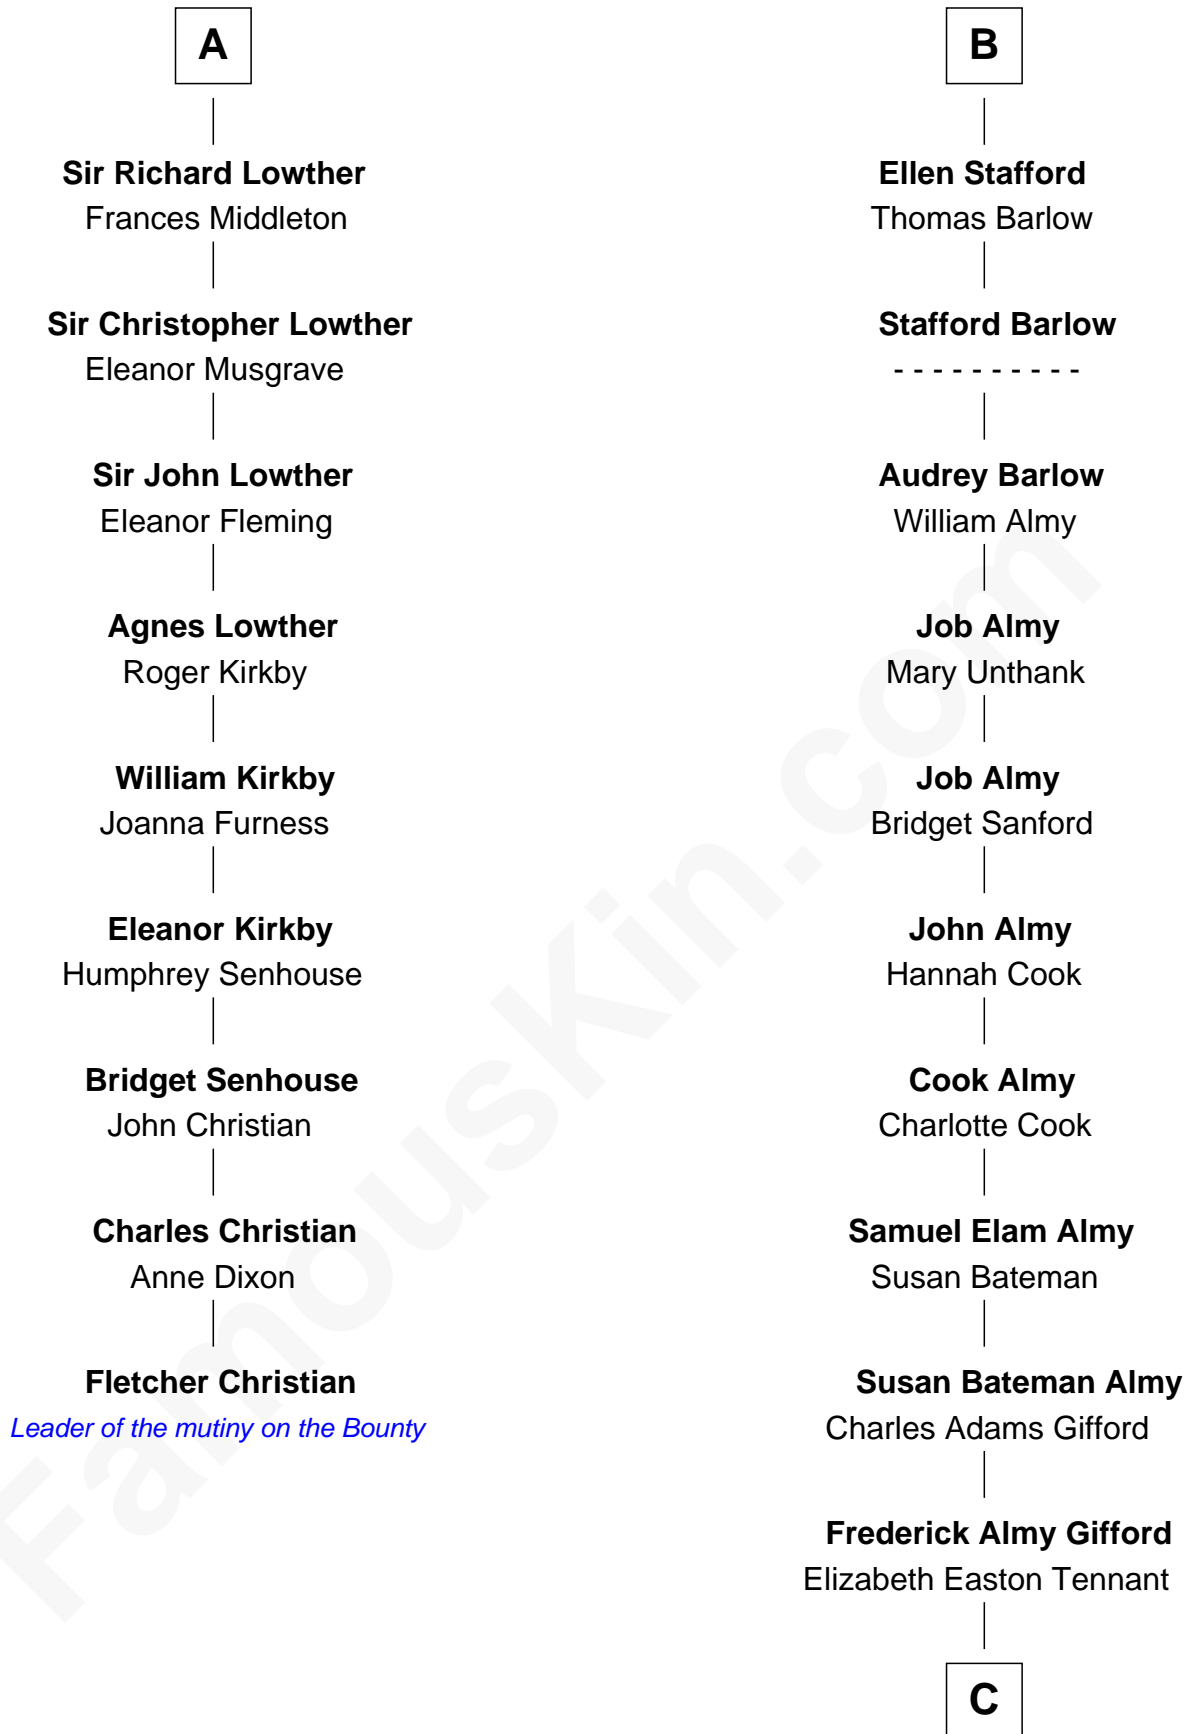 A
Sir Richard Lowther
Frances Middleton
Sir Christopher Lowther
Eleanor Musgrave
Sir John Lowther
Eleanor Fleming
Agnes Lowther
Roger Kirkby
William Kirkby
Joanna Furness
Eleanor Kirkby
Humphrey Senhouse
Bridget Senhouse
John Christian
Charles Christian
Anne Dixon
Fletcher Christian
Leader of the mutiny on the Bounty
B
Ellen Stafford
Thomas Barlow
Stafford Barlow
- - - - - - - - - -
Audrey Barlow
William Almy
Job Almy
Mary Unthank
Job Almy
Bridget Sanford
John Almy
Hannah Cook
Cook Almy
Charlotte Cook
Samuel Elam Almy
Susan Bateman
Susan Bateman Almy
Charles Adams Gifford
Frederick Almy Gifford
Elizabeth Easton Tennant
C
FamousKin.com